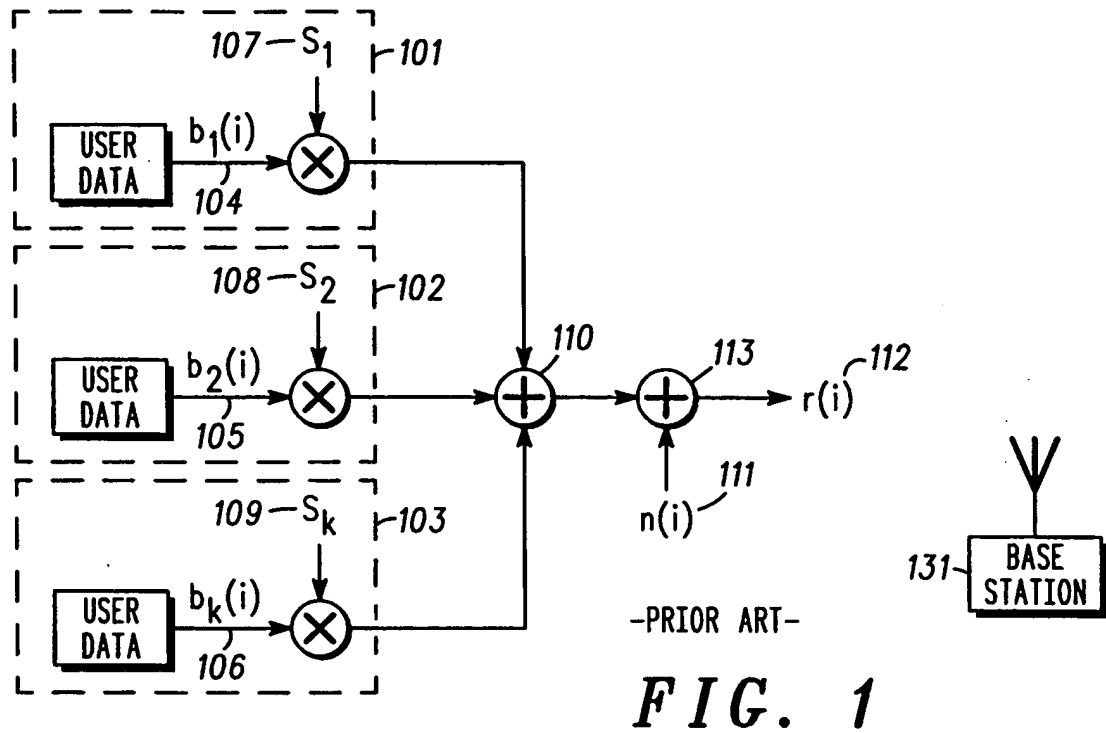 107 S₁ 101
USER DATA b₁(i)
104
108 S₂ 102
USER DATA b₂(i)
105
110 113 r(i) 112
n(i) 111
109 Sₖ 103
USER DATA bₖ(i)
106
131 BASE STATION
-PRIOR ART-
FIG. 1